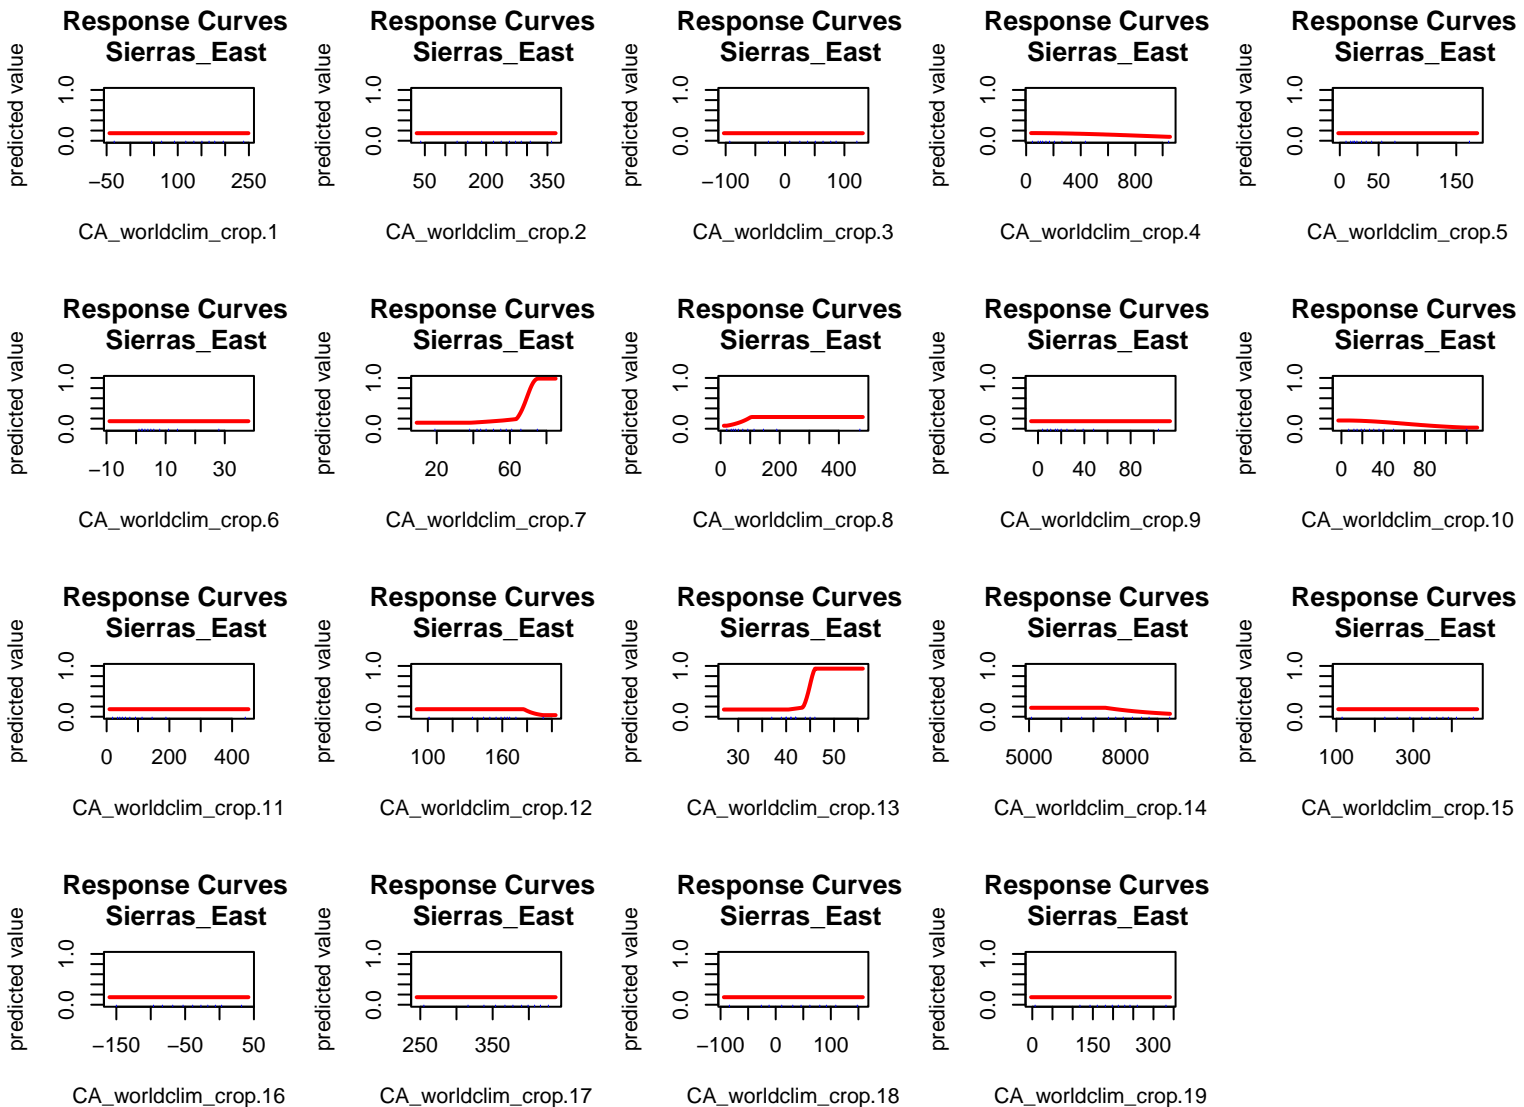 Response Curves
Sierras_East
predicted value
1.0
0.0
−50 100 250
CA_worldclim_crop.1
Response Curves
Sierras_East
predicted value
1.0
0.0
50 200 350
CA_worldclim_crop.2
Response Curves
Sierras_East
predicted value
1.0
0.0
−100 0 100
CA_worldclim_crop.3
Response Curves
Sierras_East
predicted value
1.0
0.0
0 400 800
CA_worldclim_crop.4
Response Curves
Sierras_East
predicted value
1.0
0.0
0 50 150
CA_worldclim_crop.5
Response Curves
Sierras_East
predicted value
1.0
0.0
−10 10 30
CA_worldclim_crop.6
Response Curves
Sierras_East
predicted value
1.0
0.0
20 60
CA_worldclim_crop.7
Response Curves
Sierras_East
predicted value
1.0
0.0
0 200 400
CA_worldclim_crop.8
Response Curves
Sierras_East
predicted value
1.0
0.0
0 40 80
CA_worldclim_crop.9
Response Curves
Sierras_East
predicted value
1.0
0.0
0 40 80
CA_worldclim_crop.10
Response Curves
Sierras_East
predicted value
1.0
0.0
0 200 400
CA_worldclim_crop.11
Response Curves
Sierras_East
predicted value
1.0
0.0
100 160
CA_worldclim_crop.12
Response Curves
Sierras_East
predicted value
1.0
0.0
30 40 50
CA_worldclim_crop.13
Response Curves
Sierras_East
predicted value
1.0
0.0
5000 8000
CA_worldclim_crop.14
Response Curves
Sierras_East
predicted value
1.0
0.0
100 300
CA_worldclim_crop.15
Response Curves
Sierras_East
predicted value
1.0
0.0
−150 −50 50
CA_worldclim_crop.16
Response Curves
Sierras_East
predicted value
1.0
0.0
250 350
CA_worldclim_crop.17
Response Curves
Sierras_East
predicted value
1.0
0.0
−100 0 100
CA_worldclim_crop.18
Response Curves
Sierras_East
predicted value
1.0
0.0
0 150 300
CA_worldclim_crop.19